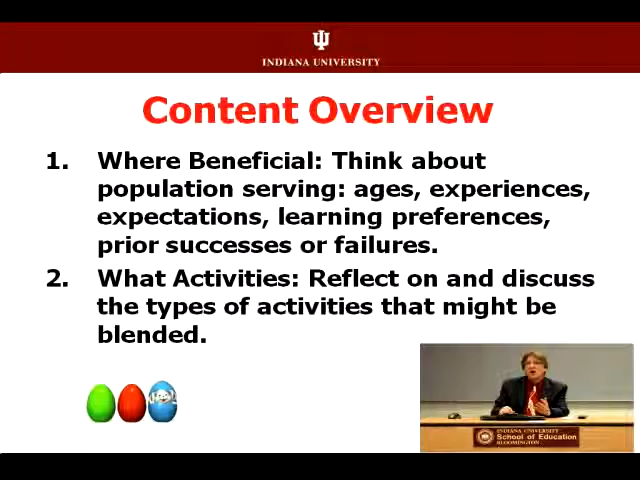 INDIANA UNIVERSITY
Content Overview
1. Where Beneficial: Think about
population serving: ages, experiences,
expectations, learning preferences,
prior successes or failures.
2. What Activities: Reflect on and discuss
the types of activities that might be
blended.
INDIANA UNIVERSITY
School of Education
BLOOMINGTON